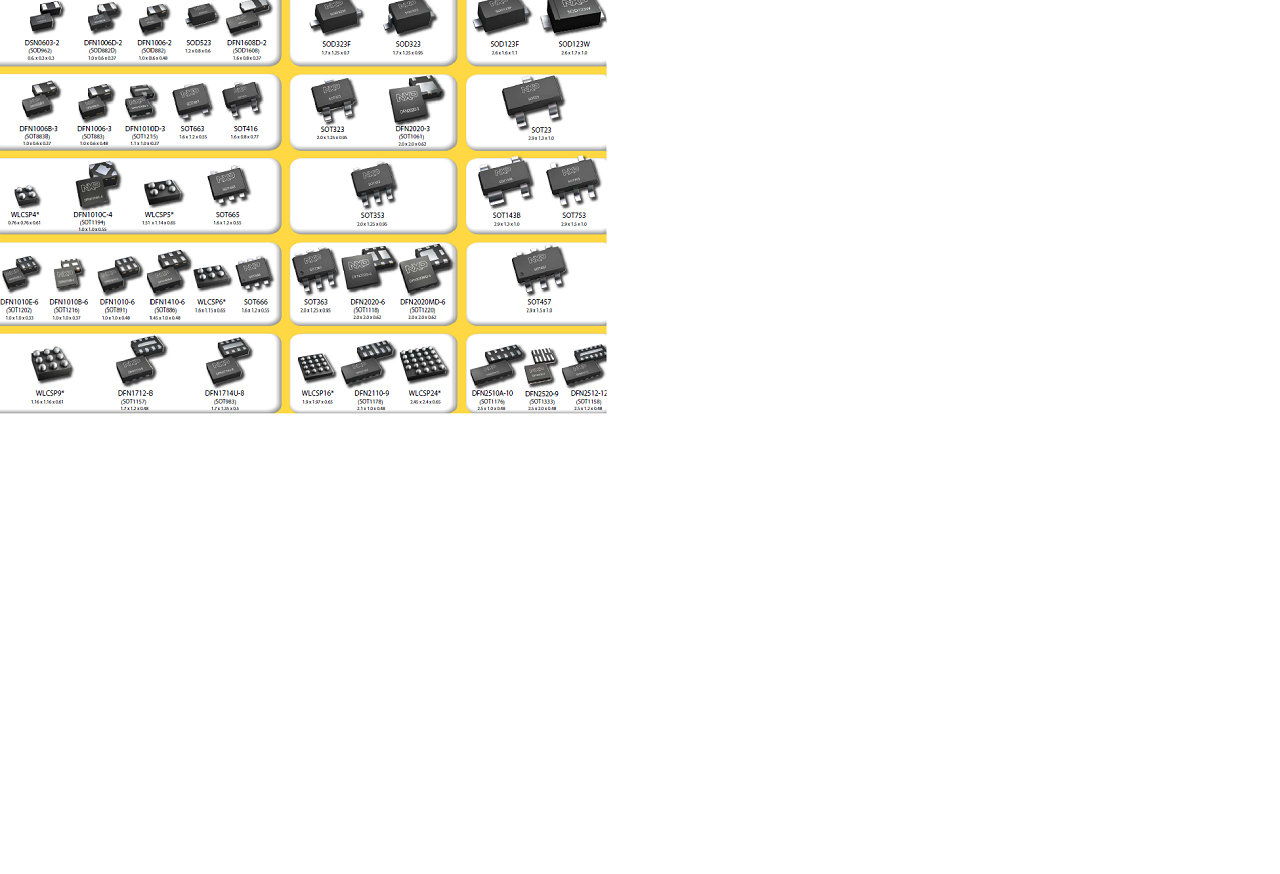 DSN0603-2 DFN1006D-2 DFN1006-2 SOD523 DFN1608D-2
(SOD962) (SOD882D) (SOD882) 1.2 x 0.8 x 0.6 (SOD1608)
0.6 x 0.3 x 0.3 1.0 x 0.6 x 0.37 1.0 x 0.6 x 0.48 1.6 x 0.8 x 0.37
SOD323F SOD323
1.7 x 1.25 x 0.7 1.7 x 1.25 x 0.95
SOD123F SOD123W
2.6 x 1.6 x 1.1 2.6 x 1.7 x 1.0
DFN1006B-3 DFN1006-3 DFN1010D-3 SOT663 SOT416
(SOT883B) (SOT883) (SOT1215) 1.6 x 1.2 x 0.55 1.6 x 0.8 x 0.77
1.0 x 0.6 x 0.37 1.0 x 0.6 x 0.48 1.1 x 1.0 x 0.37
NXP
SOT323 DFN2020-3
2.0 x 1.25 x 0.95 (SOT1061)
2.0 x 2.0 x 0.62
NXP
SOT23
2.9 x 1.3 x 1.0
NXP
WLCSP4* DFN1010C-4 WLCSP5* SOT665
0.76 x 0.76 x 0.61 (SOT1194) 1.51 x 1.14 x 0.65 1.6 x 1.2 x 0.55
1.0 x 1.0 x 0.55
SOT353
2.0 x 1.25 x 0.95
SOT143B SOT753
2.9 x 1.3 x 1.0 2.9 x 1.5 x 1.0
DFN1010E-6 DFN1010B-6 DFN1010-6 DFN1410-6 WLCSP6* SOT666
(SOT1202) (SOT1216) (SOT891) (SOT886) 1.6 x 1.15 x 0.65 1.6 x 1.2 x 0.55
1.0 x 1.0 x 0.33 1.0 x 1.0 x 0.37 1.0 x 1.0 x 0.48 1.45 x 1.0 x 0.48
NXP NXP
SOT363 DFN2020-6 DFN2020MD-6
2.0 x 1.25 x 0.95 (SOT1118) (SOT1220)
2.0 x 2.0 x 0.62 2.0 x 2.0 x 0.62
NXP
SOT457
2.9 x 1.5 x 1.0
WLCSP9* DFN1712-B DFN1714U-8
1.16 x 1.16 x 0.61 (SOT1157) (SOT983)
1.7 x 1.2 x 0.48 1.7 x 1.35 x 0.5
WLCSP16* DFN2110-9 WLCSP24*
1.9 x 1.97 x 0.65 (SOT1178) 2.45 x 2.4 x 0.65
2.1 x 1.0 x 0.48
DFN2510A-10 DFN2520-9 DFN2512-12
(SOT1176) (SOT1333) (SOT1158)
2.5 x 1.0 x 0.48 2.5 x 2.0 x 0.48 2.5 x 1.2 x 0.48